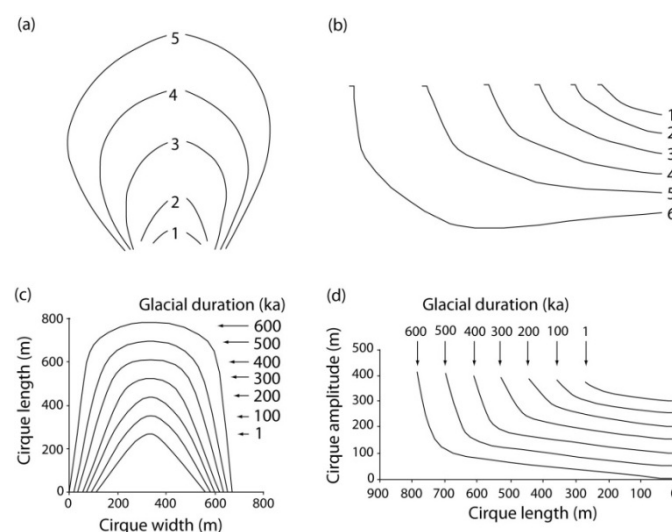 (a)
5
4
3
2
1
(b)
1
2
3
4
5
6
(c)
Glacial duration (ka)
800
600
400
200
0
600
500
400
300
200
100
1
Cirque length (m)
0 200 400 600 800
Cirque width (m)
(d)
Glacial duration (ka)
600 500 400 300 200 100 1
500
400
300
200
100
0
Cirque amplitude (m)
900 800 700 600 500 400 300 200 100
Cirque length (m)